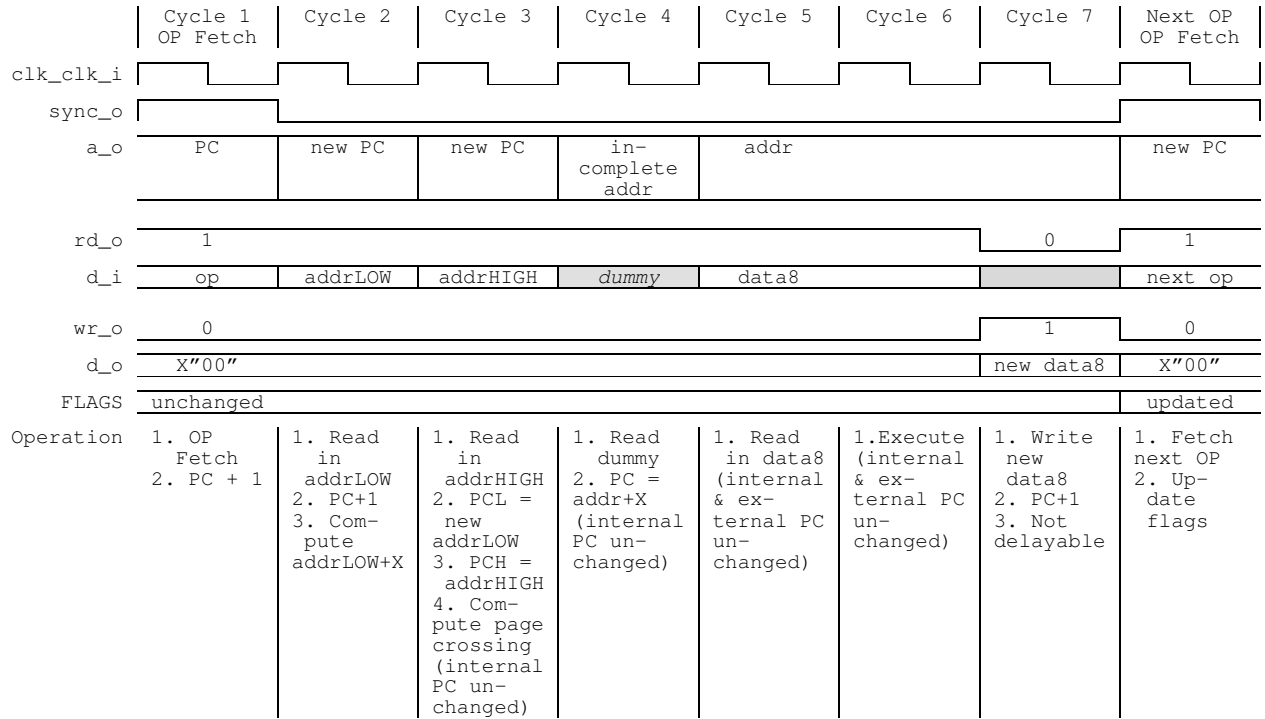 Cycle 1 Cycle 2 Cycle 3 Cycle 4 Cycle 5 Cycle 6 Cycle 7 Next OP
OP Fetch OP Fetch
clk_clk_i
sync_o
a_o PC new PC new PC in- addr new PC
complete
addr
rd_o 1 0 1
d_i op addrLOW addrHIGH dummy data8 next op
wr_o 0 1 0
d_o X"00" new data8 X"00"
FLAGS unchanged updated
Operation 1. OP 1. Read 1. Read 1. Read 1. Read 1.Execute 1. Write 1. Fetch
Fetch in in dummy in data8 (internal new next OP
2. PC + 1 addrLOW addrHIGH 2. PC = (internal & ex- data8 2. Up-
2. PC+1 2. PCL = addr+X & ex- ternal PC 2. PC+1 date
3. Com- new (internal ternal PC un- 3. Not flags
pute addrLOW PC un- un- changed) delayable
addrLOW+X 3. PCH = changed) changed)
addrHIGH
4. Com-
pute page
crossing
(internal
PC un-
changed)